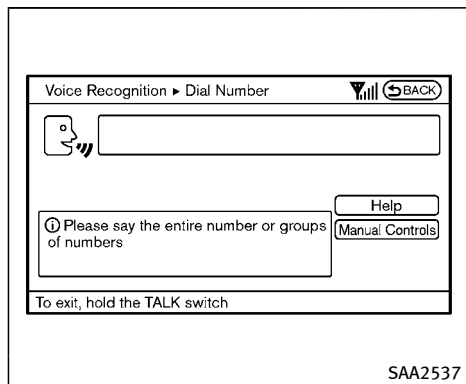 Voice Recognition ▸ Dial Number
BACK
Help
ⓘ Please say the entire number or groups
of numbers
Manual Controls
To exit, hold the TALK switch
SAA2537